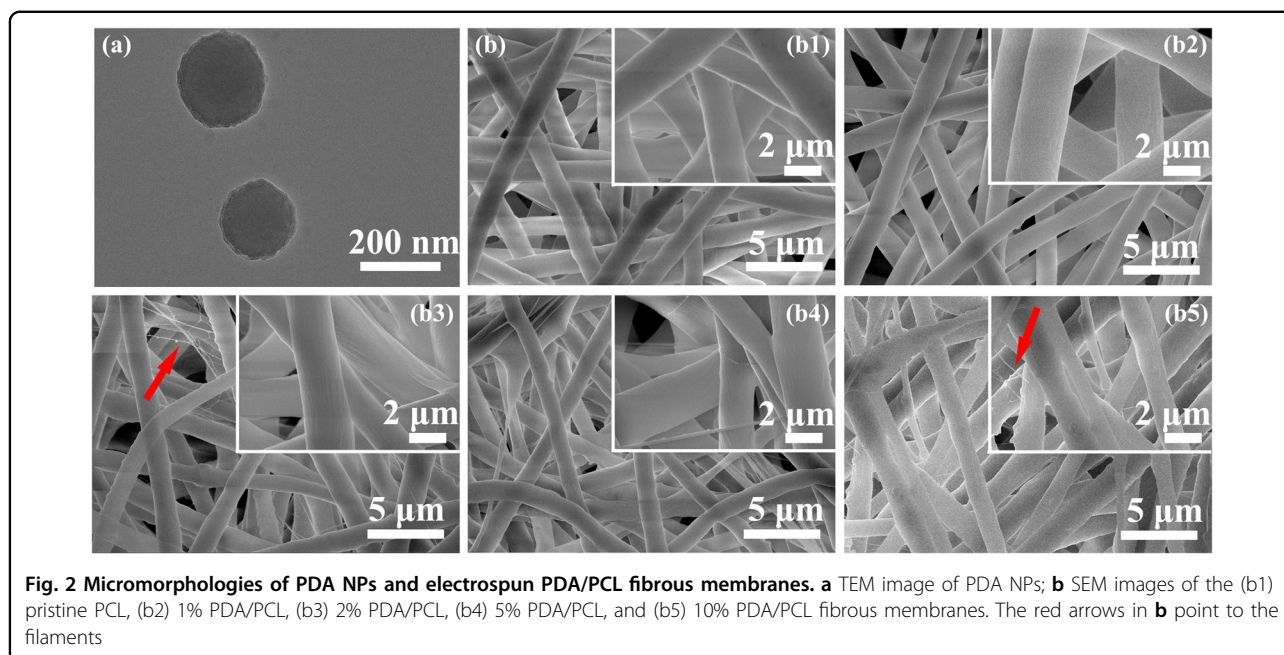 (a)
200 nm
(b)
(b1)
2 µm
5 µm
(b2)
2 µm
5 µm
(b3)
2 µm
5 µm
(b4)
2 µm
5 µm
(b5)
2 µm
5 µm
Fig. 2 Micromorphologies of PDA NPs and electrospun PDA/PCL fibrous membranes. a TEM image of PDA NPs; b SEM images of the (b1)
pristine PCL, (b2) 1% PDA/PCL, (b3) 2% PDA/PCL, (b4) 5% PDA/PCL, and (b5) 10% PDA/PCL fibrous membranes. The red arrows in b point to the
filaments